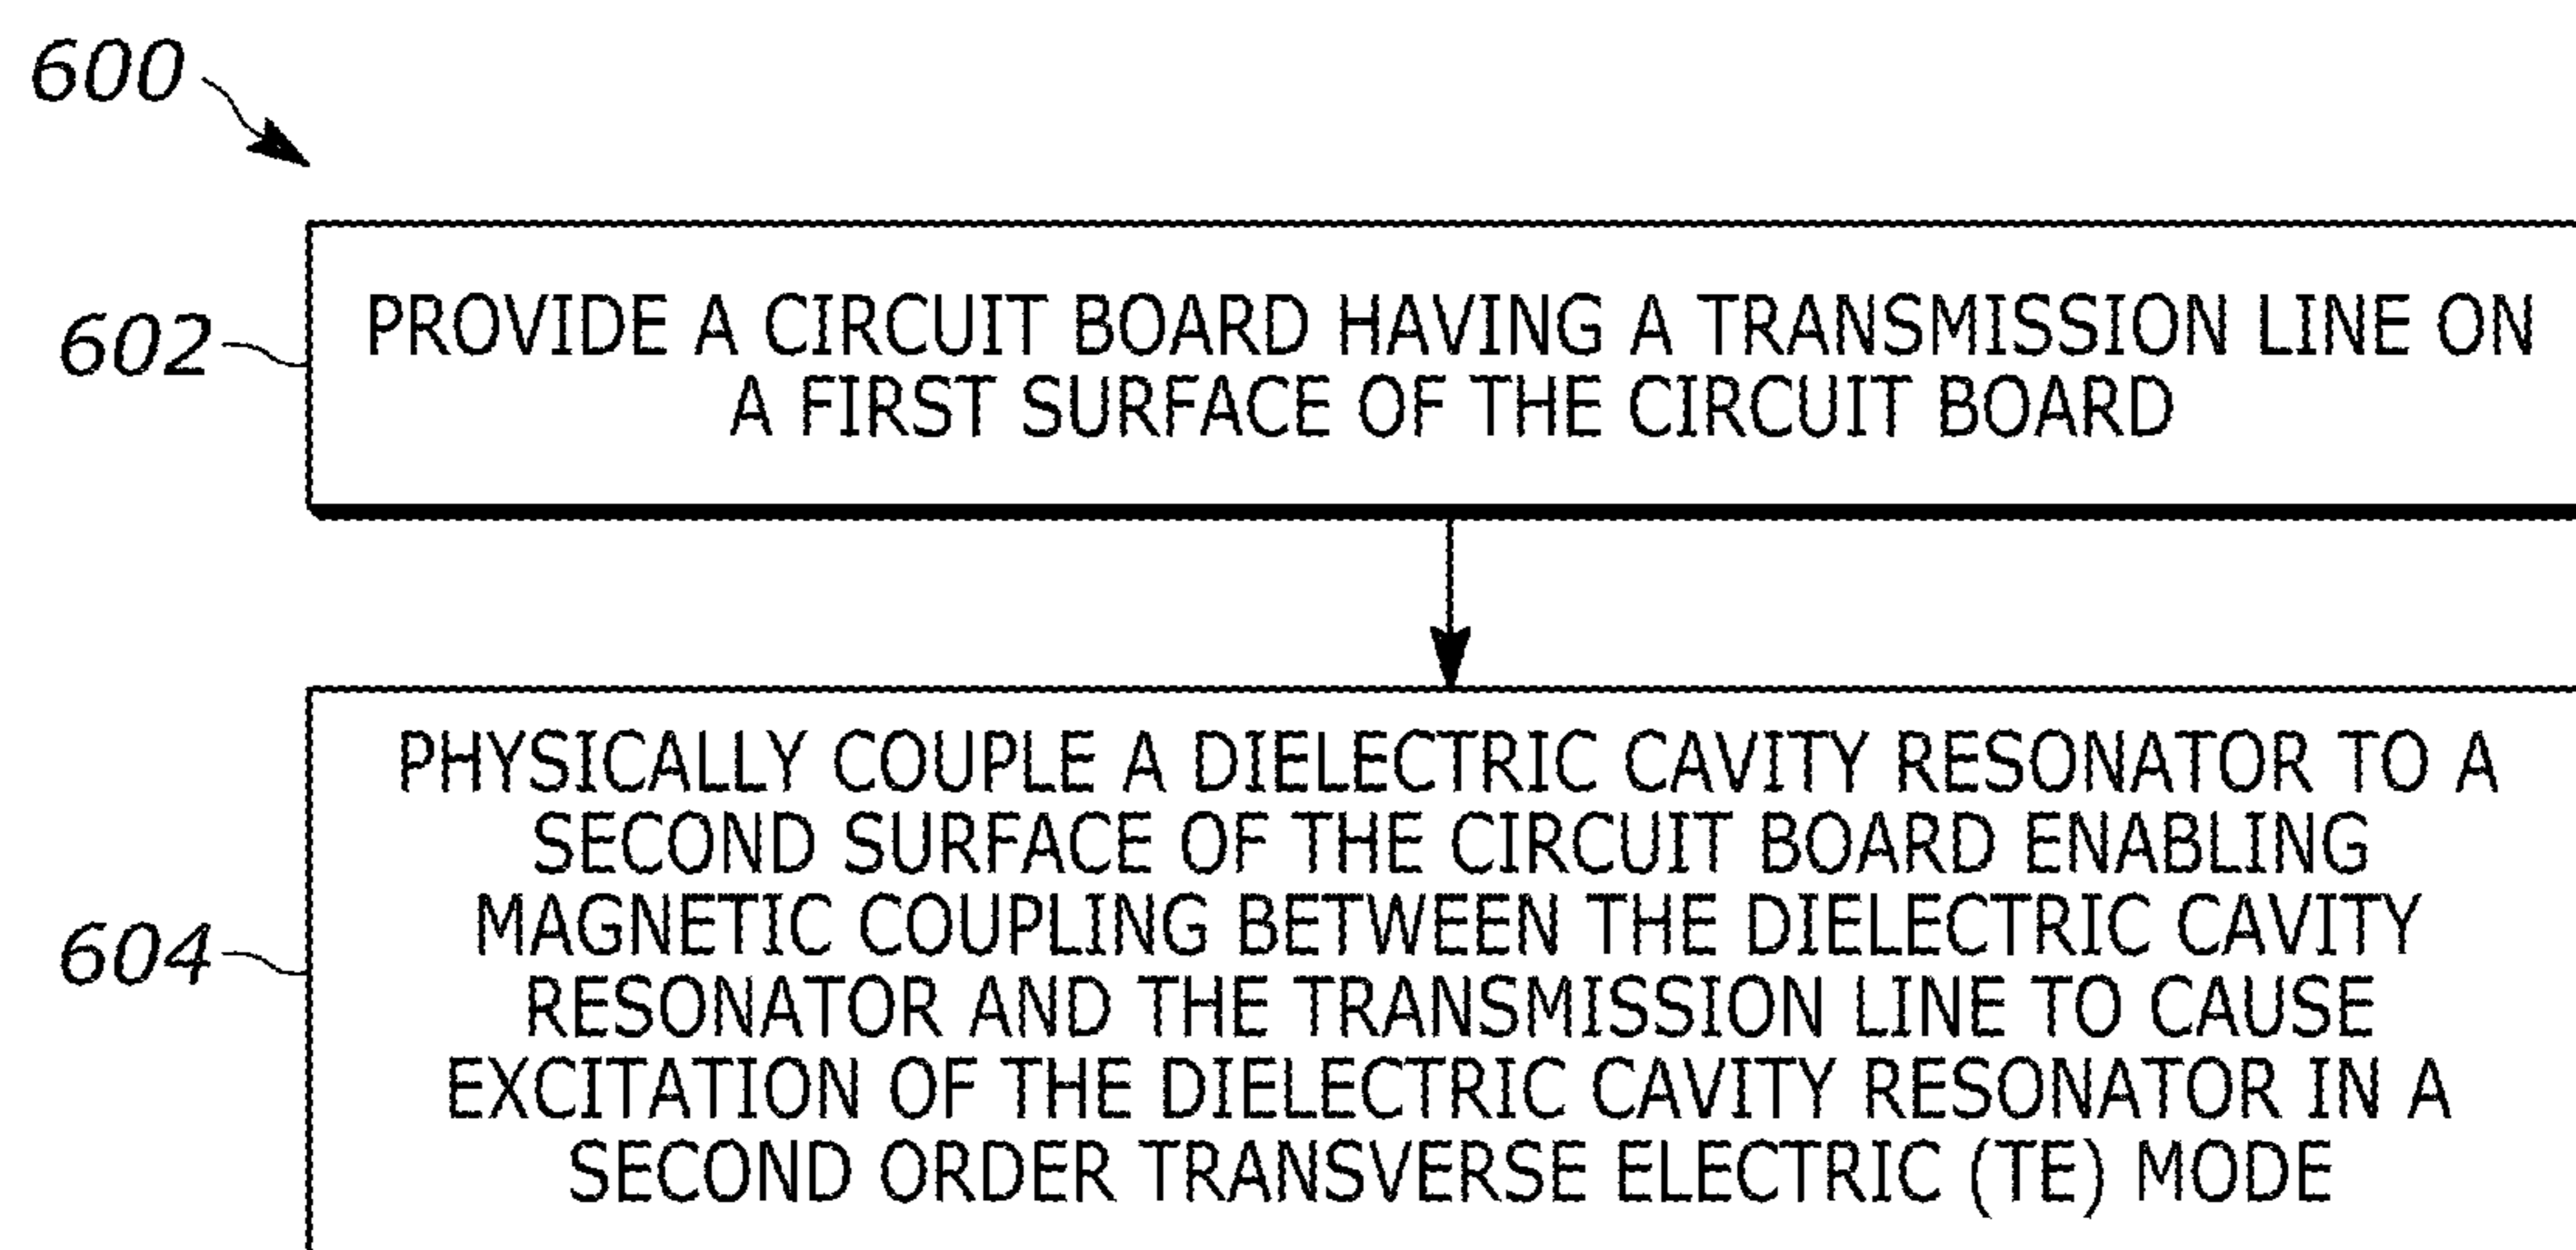 600
602
PROVIDE A CIRCUIT BOARD HAVING A TRANSMISSION LINE ON
A FIRST SURFACE OF THE CIRCUIT BOARD
604
PHYSICALLY COUPLE A DIELECTRIC CAVITY RESONATOR TO A
SECOND SURFACE OF THE CIRCUIT BOARD ENABLING
MAGNETIC COUPLING BETWEEN THE DIELECTRIC CAVITY
RESONATOR AND THE TRANSMISSION LINE TO CAUSE
EXCITATION OF THE DIELECTRIC CAVITY RESONATOR IN A
SECOND ORDER TRANSVERSE ELECTRIC (TE) MODE